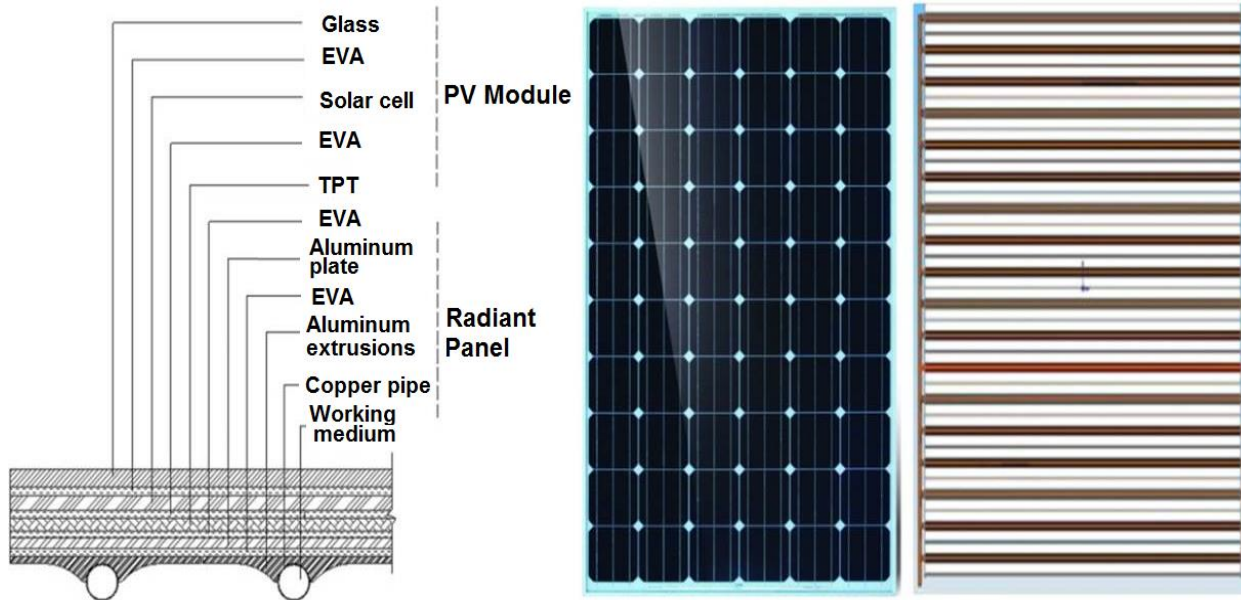 Glass
EVA
Solar cell
PV Module
EVA
TPT
EVA
Aluminum
plate
EVA
Aluminum
extrusions
Radiant
Panel
Copper pipe
Working
medium